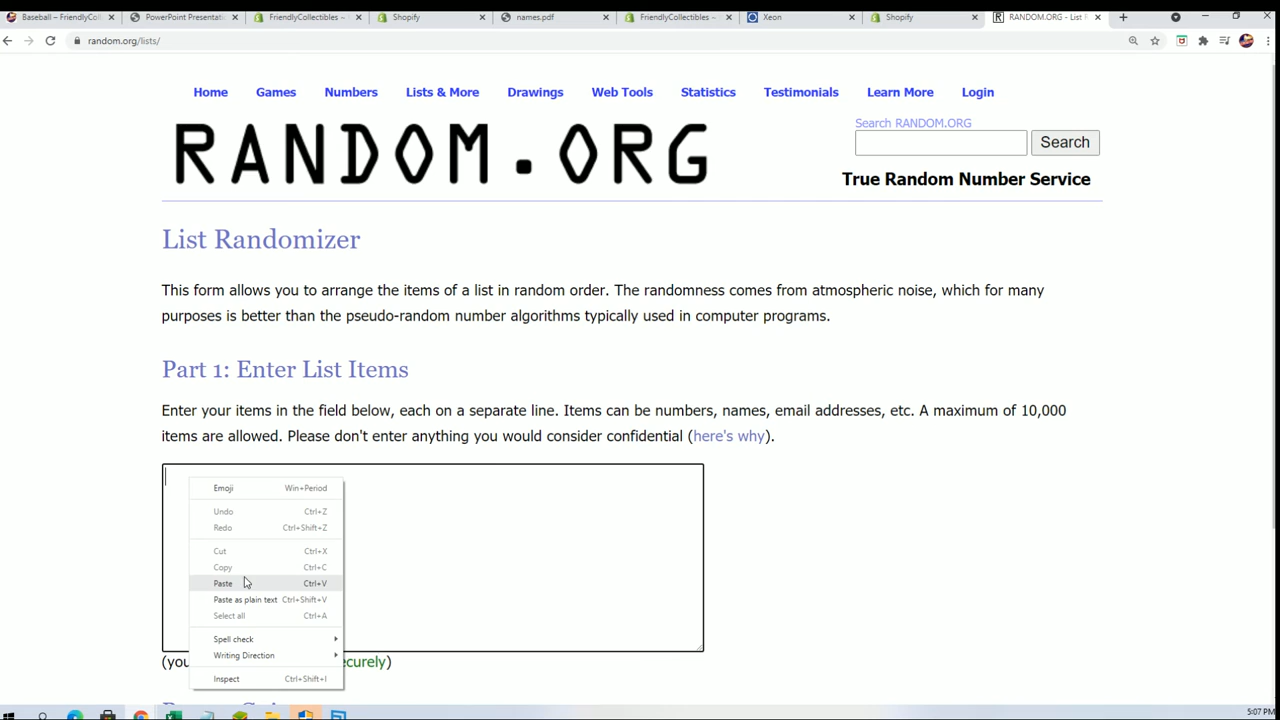 Baseball – FriendlyColl
PowerPoint Presentati
FriendlyCollectibles –
Shopify
names.pdf
FriendlyCollectibles –
Xeon
Shopify
RANDOM.ORG - List R
random.org/lists/
Home Games Numbers Lists & More Drawings Web Tools Statistics Testimonials Learn More Login
RANDOM.ORG
Search RANDOM.ORG
Search
True Random Number Service
List Randomizer
This form allows you to arrange the items of a list in random order. The randomness comes from atmospheric noise, which for many
purposes is better than the pseudo-random number algorithms typically used in computer programs.
Part 1: Enter List Items
Enter your items in the field below, each on a separate line. Items can be numbers, names, email addresses, etc. A maximum of 10,000
items are allowed. Please don't enter anything you would consider confidential (here's why).
Emoji Win+Period
Undo Ctrl+Z
Redo Ctrl+Shift+Z
Cut Ctrl+X
Copy Ctrl+C
Paste Ctrl+V
Paste as plain text Ctrl+Shift+V
Select all Ctrl+A
Spell check
Writing Direction
Inspect Ctrl+Shift+I
(you ecurely)
5:07 PM